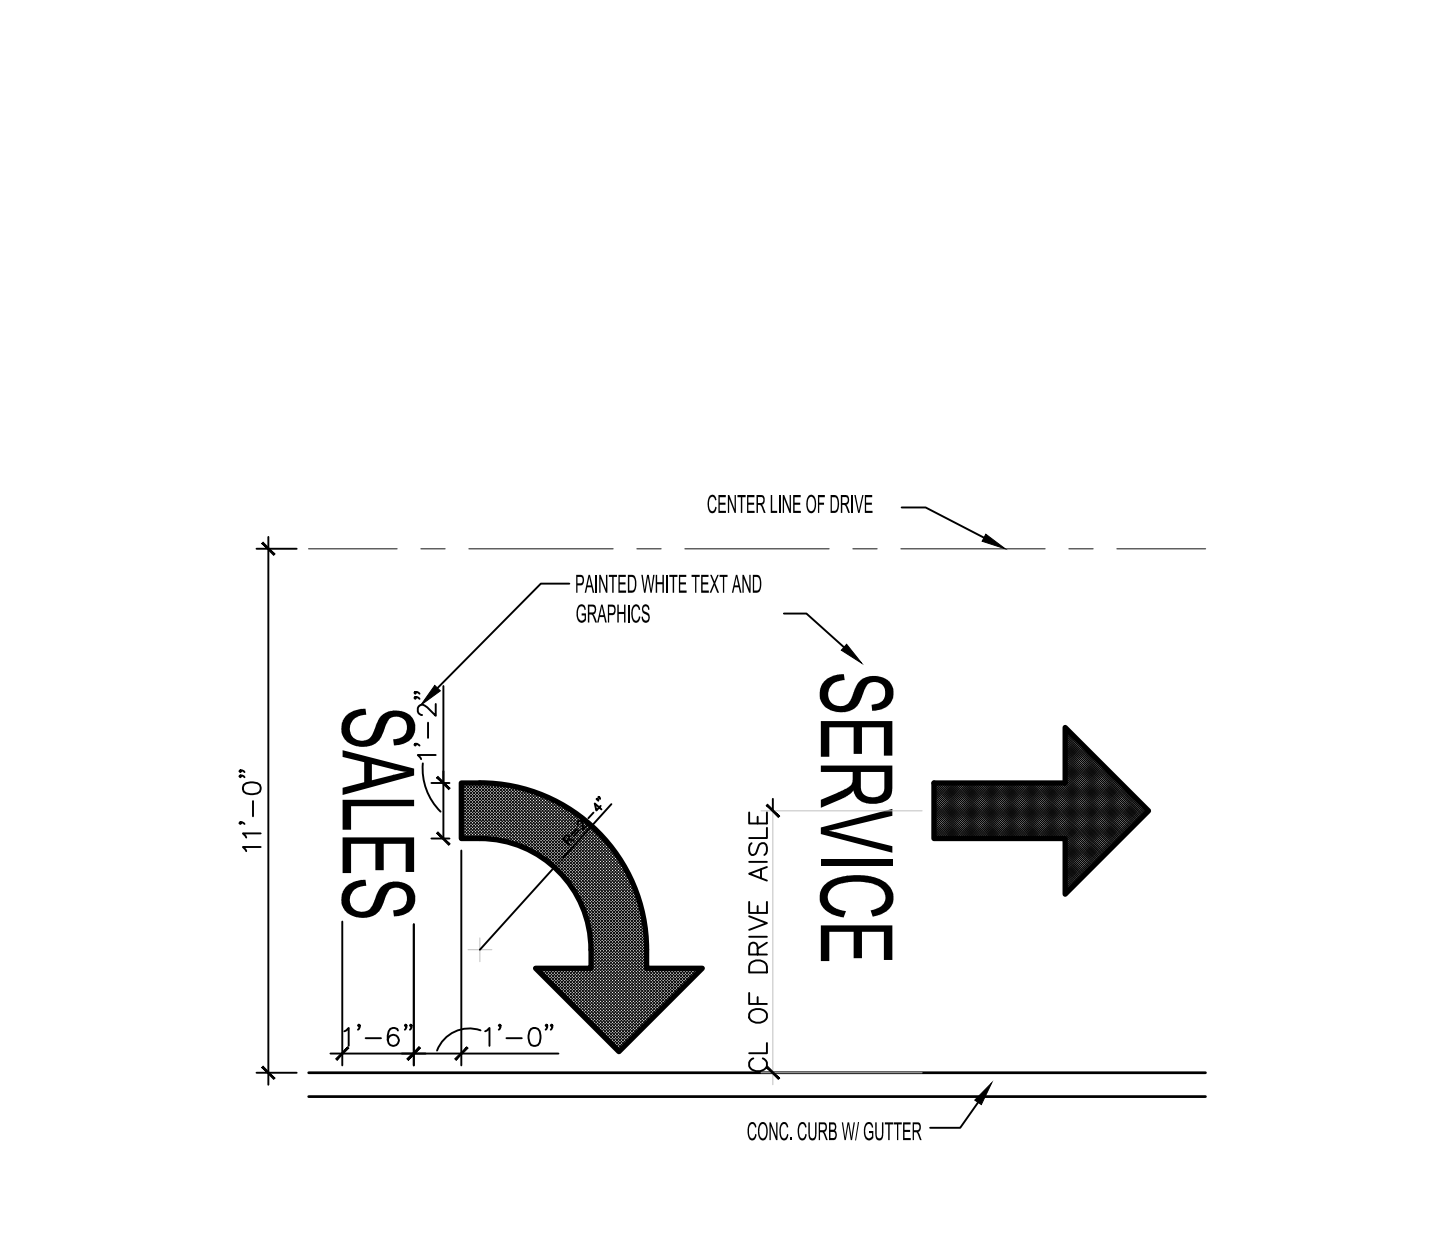 CENTER LINE OF DRIVE
PAINTED WHITE TEXT AND
GRAPHICS
SALES
1'-2"
SERVICE
11'-0"
CL OF DRIVE AISLE
1'-6"
1'-0"
CONC. CURB W/ GUTTER